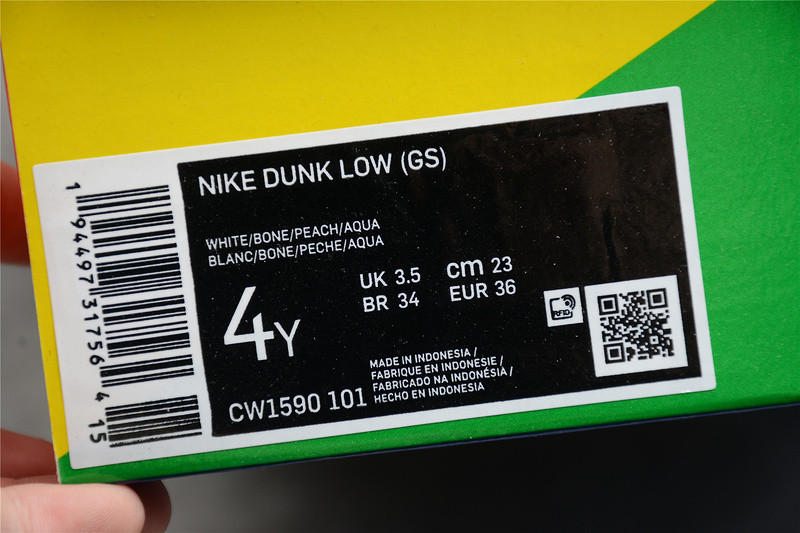 NIKE DUNK LOW (GS)
WHITE/BONE/PEACH/AQUA
BLANC/BONE/PECHE/AQUA
4Y
UK 3.5 cm 23
BR 34 EUR 36
RFID
MADE IN INDONESIA /
FABRIQUE EN INDONESIE /
FABRICADO NA INDONÉSIA /
HECHO EN INDONESIA
CW1590 101
1 94497 31756 4 15